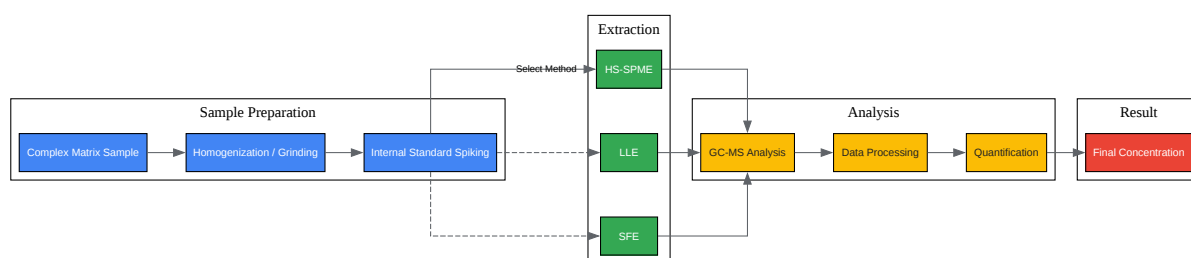 Sample Preparation
Complex Matrix Sample
Homogenization / Grinding
Internal Standard Spiking
Select Method
Extraction
HS-SPME
LLE
SFE
Analysis
GC-MS Analysis
Data Processing
Quantification
Result
Final Concentration